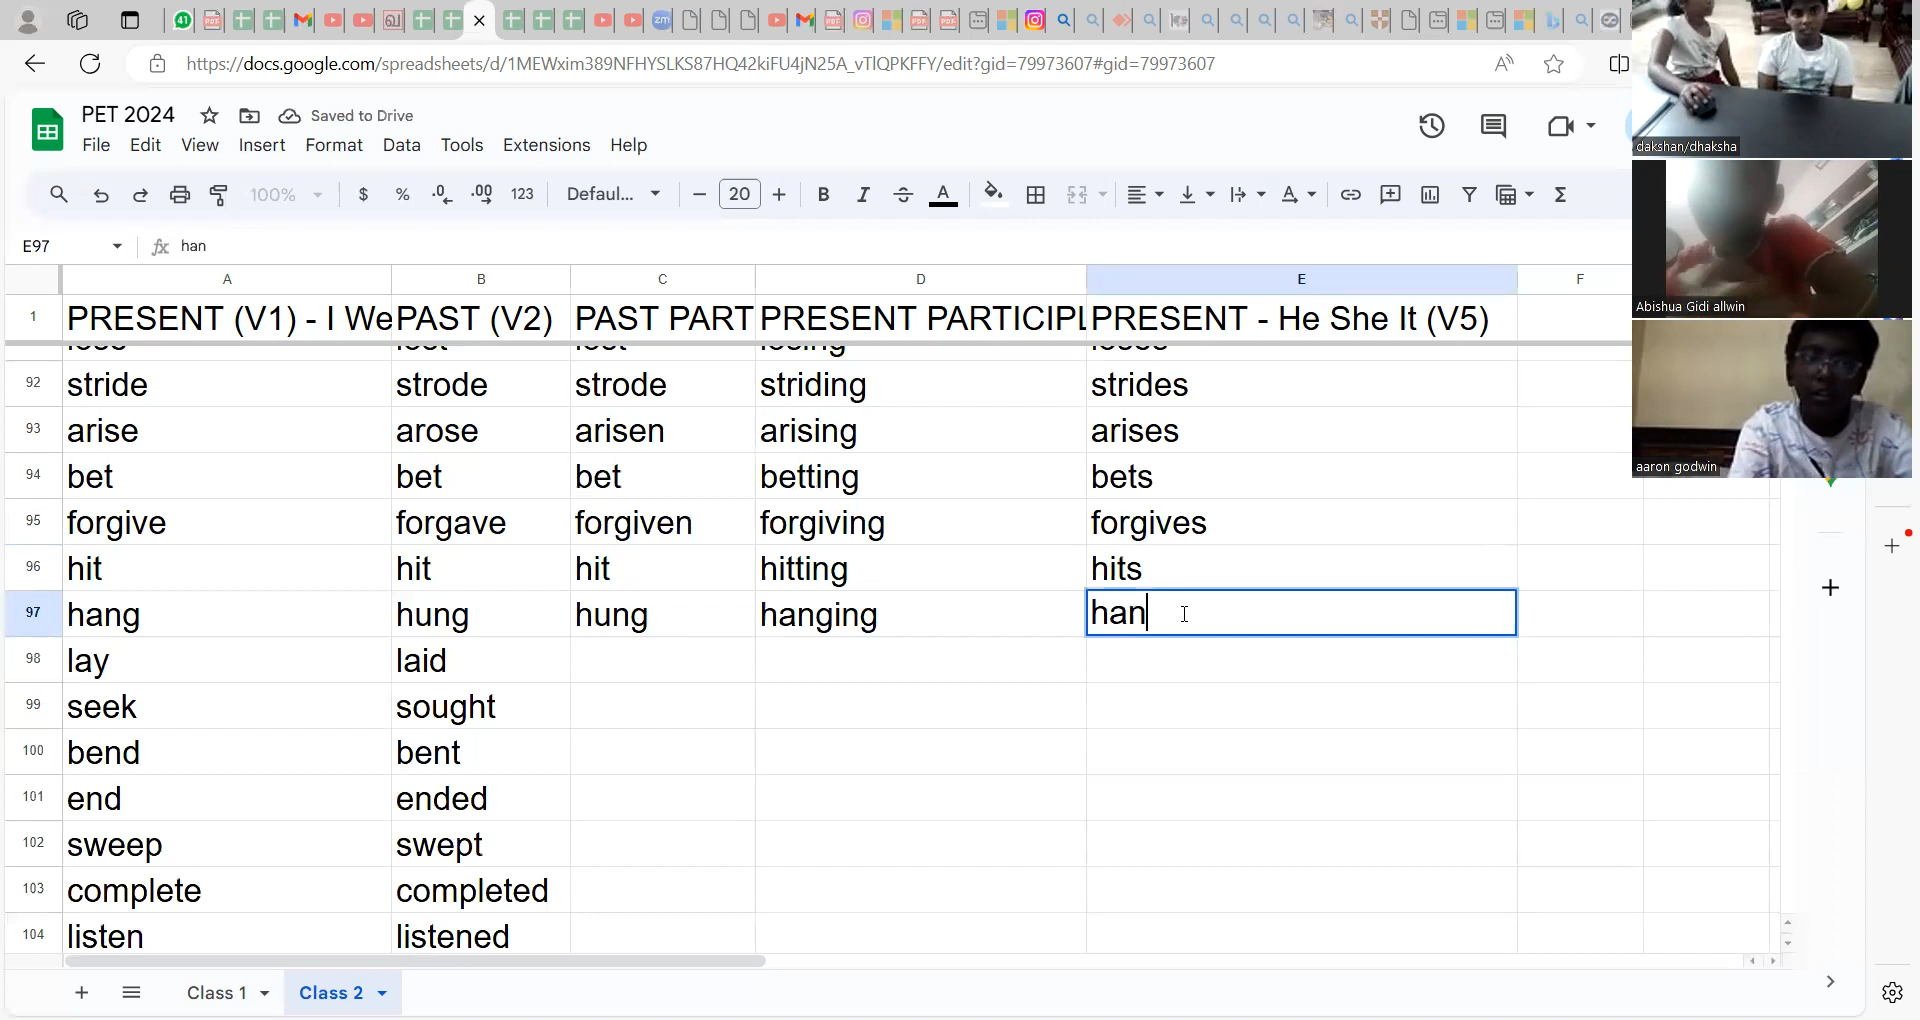 41
https://docs.google.com/spreadsheets/d/1MEWxim389NFHYSLKS87HQ42kiFU4jN25A_vTlQPKFFY/edit?gid=79973607#gid=79973607
PET 2024 Saved to Drive
File Edit View Insert Format Data Tools Extensions Help
100% $ % .0 .00 123 Defaul... 20 B I A
E97 fx han
A B C D E F
1 PRESENT (V1) - I We PAST (V2) PAST PART PRESENT PARTICIPL PRESENT - He She It (V5)
92 stride strode strode striding strides
93 arise arose arisen arising arises
94 bet bet bet betting bets
95 forgive forgave forgiven forgiving forgives
96 hit hit hit hitting hits
97 hang hung hung hanging han
98 lay laid
99 seek sought
100 bend bent
101 end ended
102 sweep swept
103 complete completed
104 listen listened
Class 1 Class 2
dakshan/dhaksha
Abishua Gidi allwin
aaron godwin